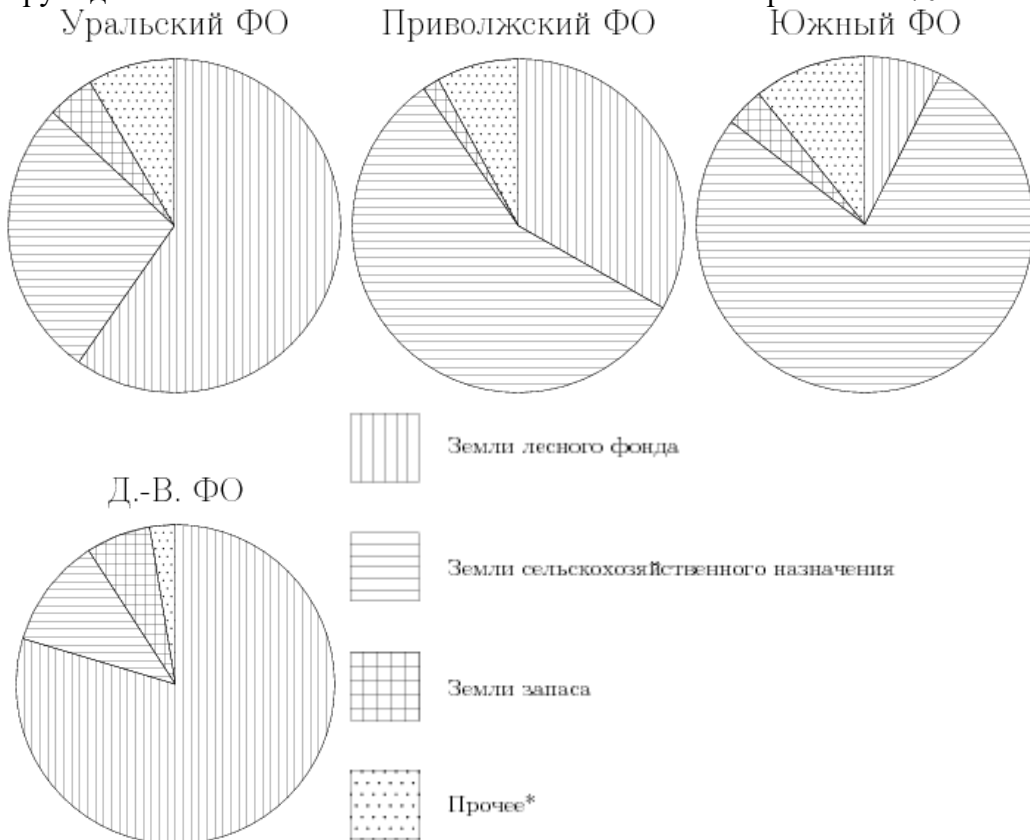 Уральский ФО
Приволжский ФО
Южный ФО
Д.-В. ФО
Земли лесного фонда
Земли сельскохозяйственного назначения
Земли запаса
Прочее*